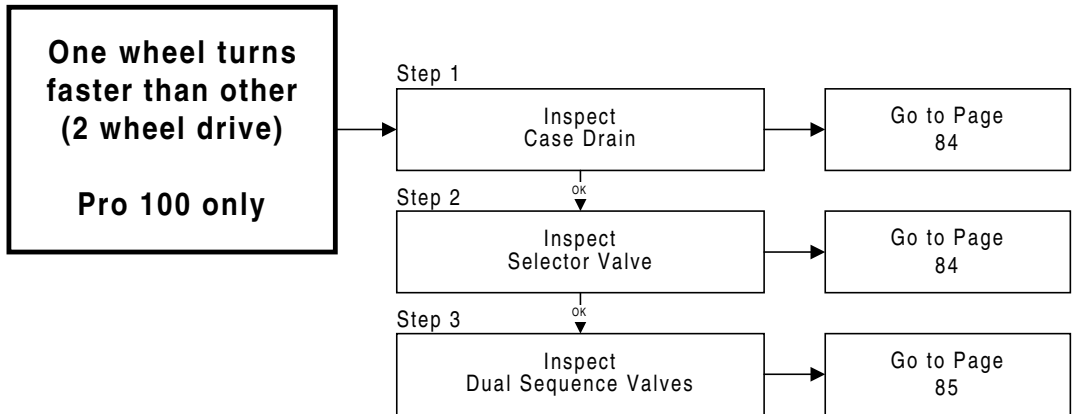 One wheel turns
faster than other
(2 wheel drive)
Pro 100 only
Step 1
Inspect
Case Drain
Go to Page
84
OK
Step 2
Inspect
Selector Valve
Go to Page
84
OK
Step 3
Inspect
Dual Sequence Valves
Go to Page
85